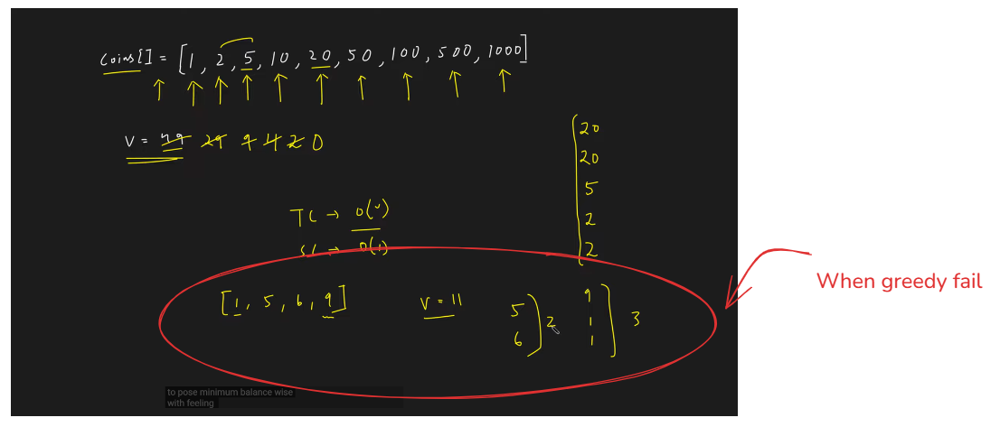 coins[] = [1, 2, 5, 10, 20, 50, 100, 500, 1000]
V = 49 29 9 4 2 0
20
20
5
2
2
TC → O(V)
SC → O(1)
[1, 5, 6, 9]
V = 11
5
6
2
9
1
1
3
When greedy fail
to pose minimum balance wise
with feeling